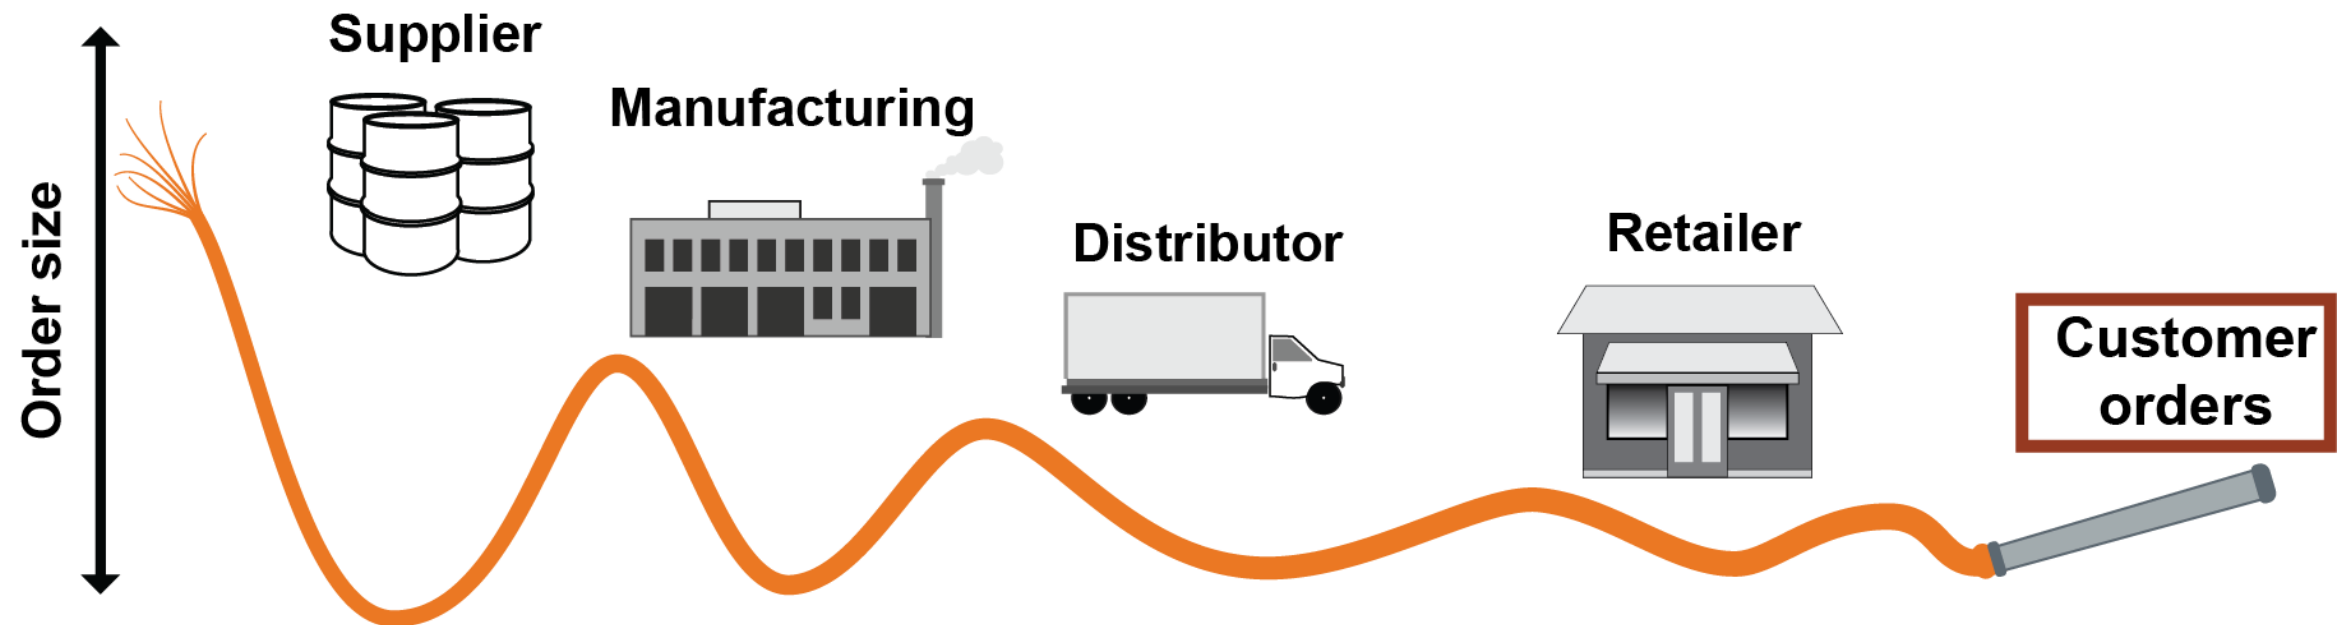 Order size
Supplier
Manufacturing
Distributor
Retailer
Customer
orders